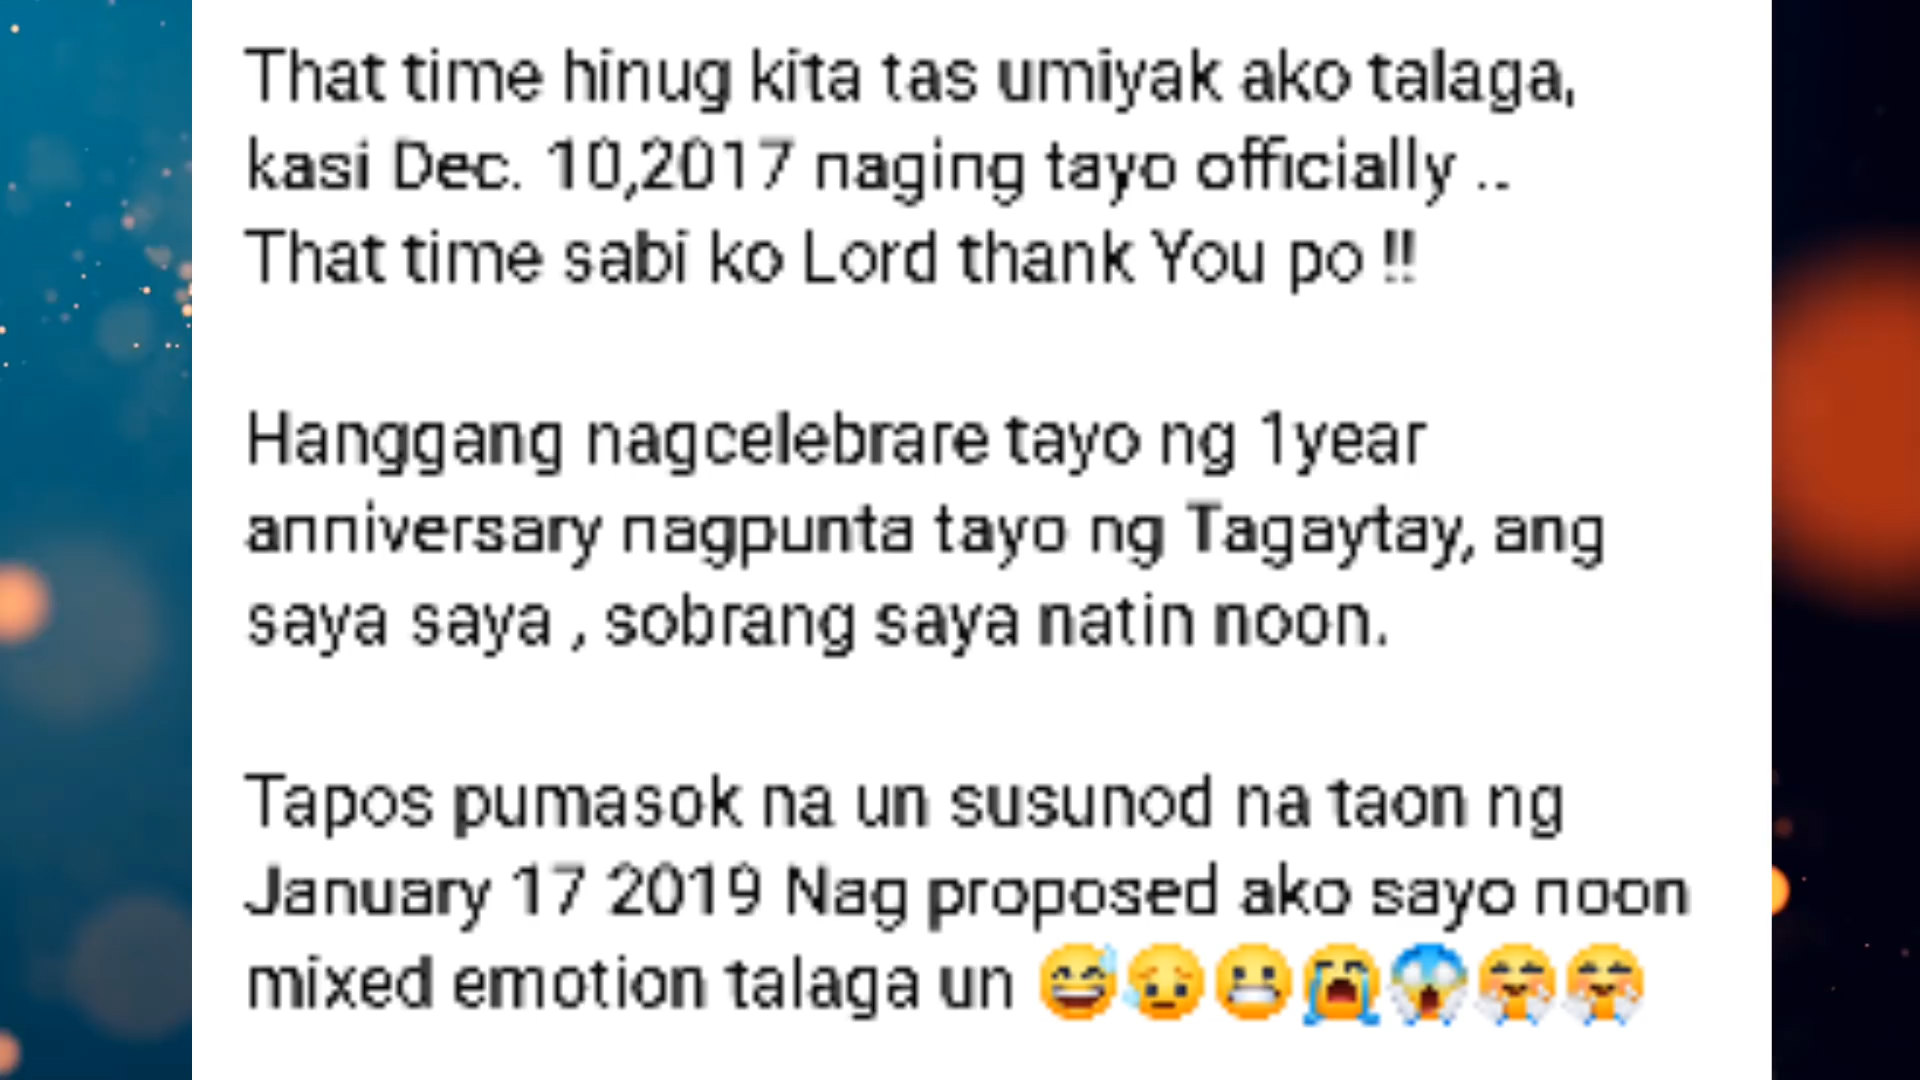 That time hinug kita tas umiyak ako talaga,
kasi Dec. 10,2017 naging tayo officially ..
That time sabi ko Lord thank You po !!
Hanggang nagcelebrare tayo ng 1year
anniversary nagpunta tayo ng Tagaytay, ang
saya saya , sobrang saya natin noon.
Tapos pumasok na un susunod na taon ng
January 17 2019 Nag proposed ako sayo noon
mixed emotion talaga un 😅😥😬😭😱🤗🤗